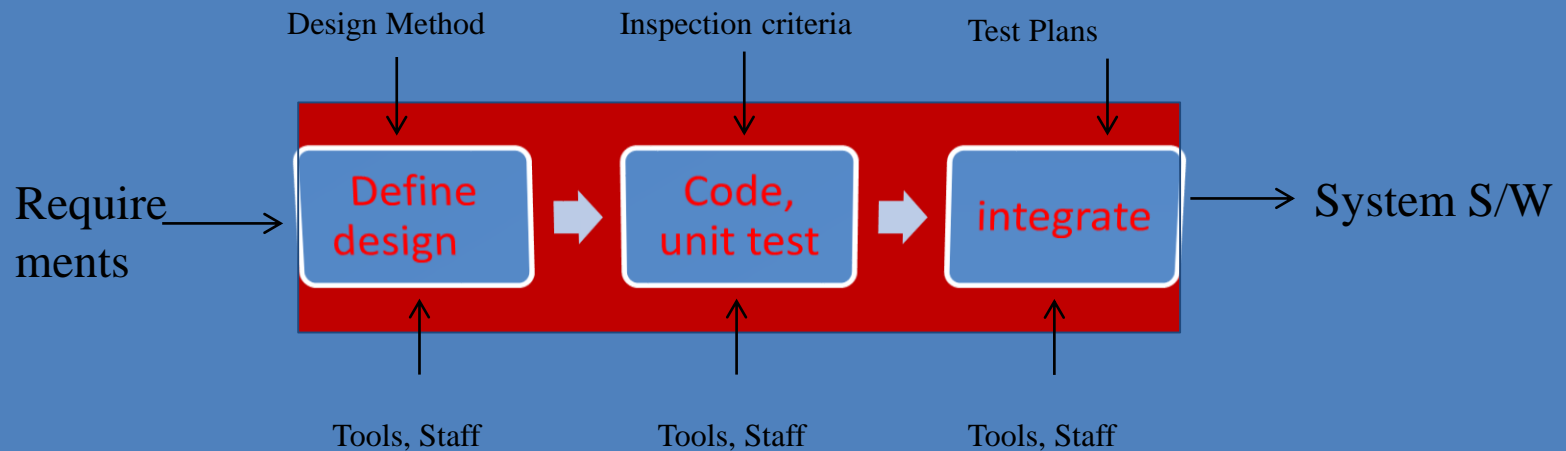 Design Method
Inspection criteria
Test Plans
Require
ments
Define
design
Code,
unit test
integrate
System S/W
Tools, Staff
Tools, Staff
Tools, Staff